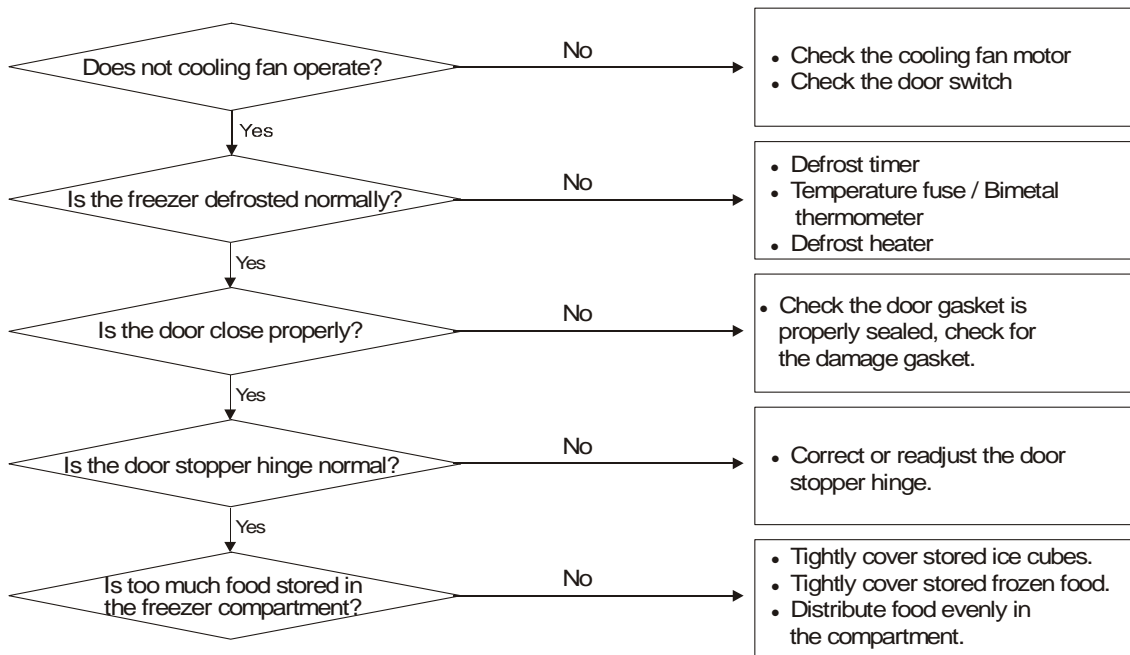 Does not cooling fan operate?
No
• Check the cooling fan motor
• Check the door switch
Yes
Is the freezer defrosted normally?
No
• Defrost timer
• Temperature fuse / Bimetal
thermometer
• Defrost heater
Yes
Is the door close properly?
No
• Check the door gasket is
properly sealed, check for
the damage gasket.
Yes
Is the door stopper hinge normal?
No
• Correct or readjust the door
stopper hinge.
Yes
Is too much food stored in
the freezer compartment?
No
• Tightly cover stored ice cubes.
• Tightly cover stored frozen food.
• Distribute food evenly in
the compartment.